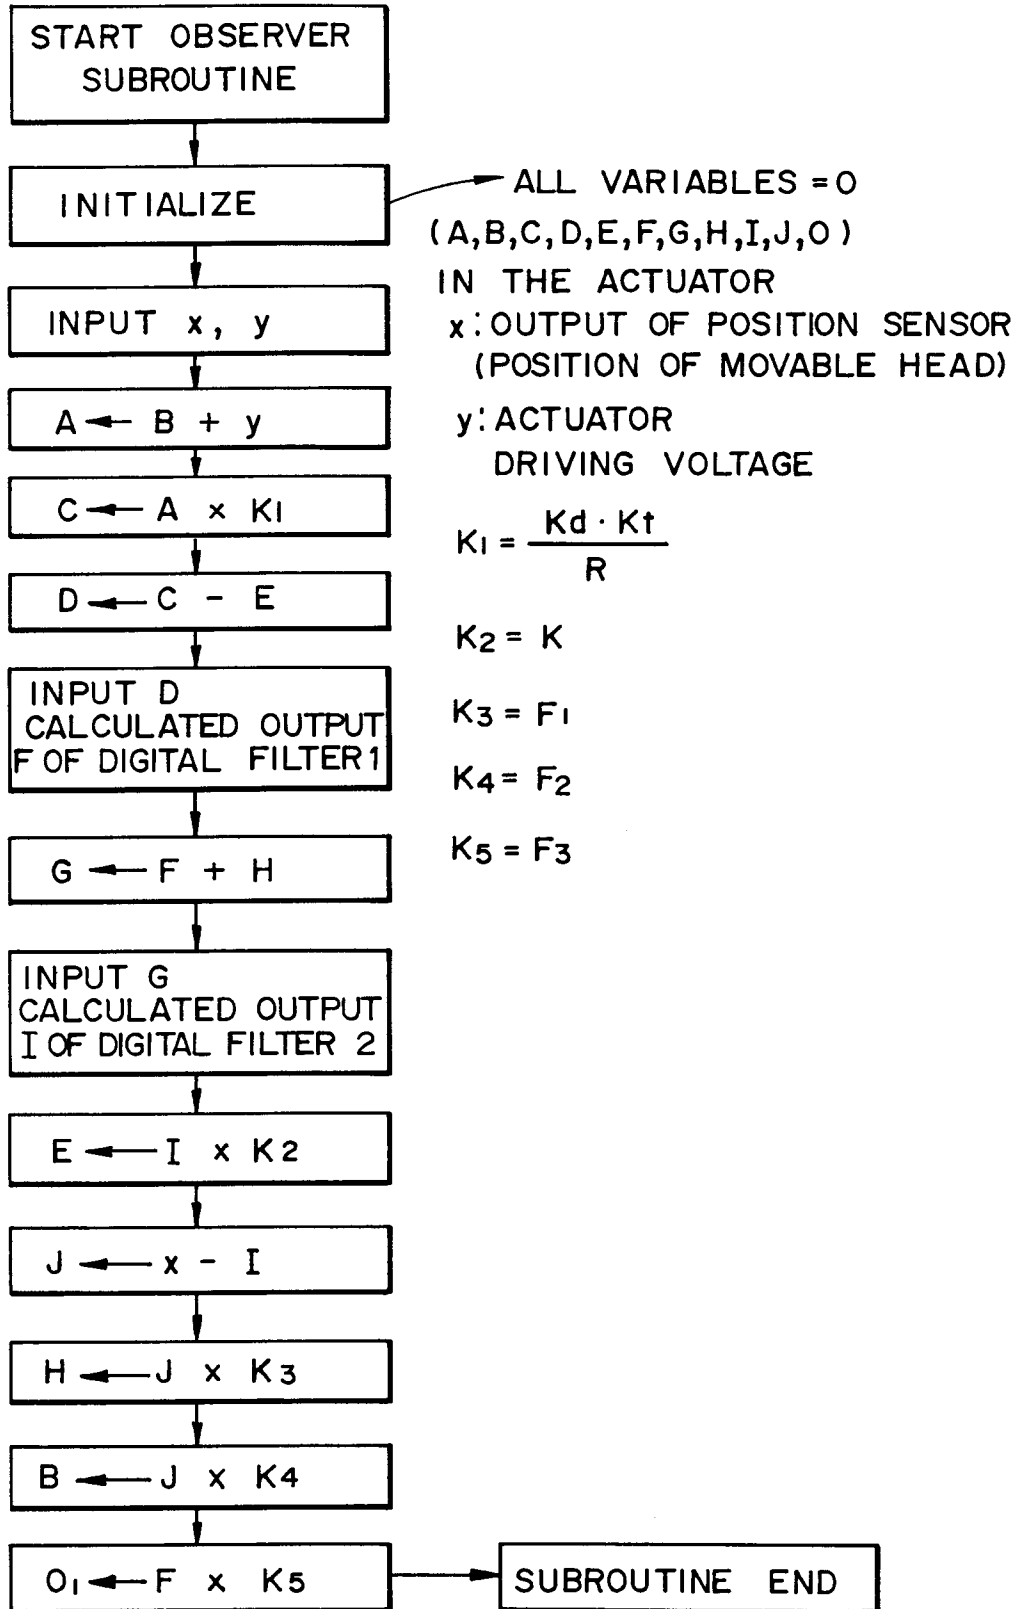 START OBSERVER
SUBROUTINE
INITIALIZE
ALL VARIABLES = 0
(A,B,C,D,E,F,G,H,I,J,O)
IN THE ACTUATOR
INPUT x, y
x: OUTPUT OF POSITION SENSOR
(POSITION OF MOVABLE HEAD)
A ← B + y
y: ACTUATOR
DRIVING VOLTAGE
C ← A x K1
K1 = Kd · Kt / R
D ← C - E
K2 = K
INPUT D
CALCULATED OUTPUT
F OF DIGITAL FILTER 1
K3 = F1
K4 = F2
K5 = F3
G ← F + H
INPUT G
CALCULATED OUTPUT
I OF DIGITAL FILTER 2
E ← I x K2
J ← x - I
H ← J x K3
B ← J x K4
O1 ← F x K5
SUBROUTINE END